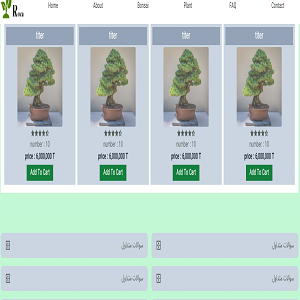 Home About Bonsai Plant FAQ Contact
titer titer titer titer
number : 10 number : 10 number : 10 number : 10
price : 6,000,000 T price : 6,000,000 T price : 6,000,000 T price : 6,000,000 T
Add To Cart Add To Cart Add To Cart Add To Cart
سوالات متداول سوالات متداول
سوالات متداول سوالات متداول